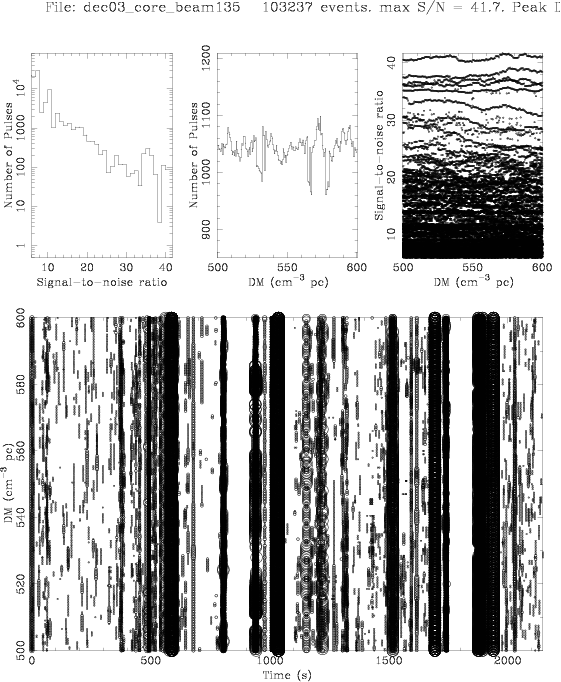 File: dec03_core_beam135 103237 events. max S/N = 41.7. Peak D
Number of Pulses
1 10 100 1000 10^4
10 20 30 40
Signal-to-noise ratio
Number of Pulses
900 1000 1100 1200
500 550 600
DM (cm^-3 pc)
Signal-to-noise ratio
10 20 30 40
500 550 600
DM (cm^-3 pc)
DM (cm^-3 pc)
500 520 540 560 580 600
0 500 1000 1500 2000
Time (s)